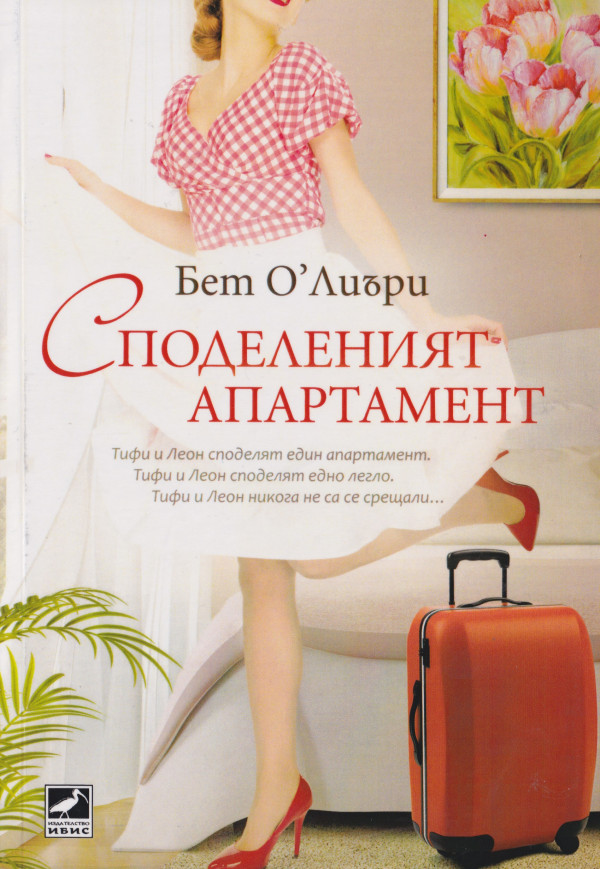 Бет О’Лиъри
СПОДЕЛЕНИЯТ
АПАРТАМЕНТ
Тифи и Леон споделят един апартамент.
Тифи и Леон споделят едно легло.
Тифи и Леон никога не са се срещали...
ИЗДАТЕЛСТВО
ИБИС